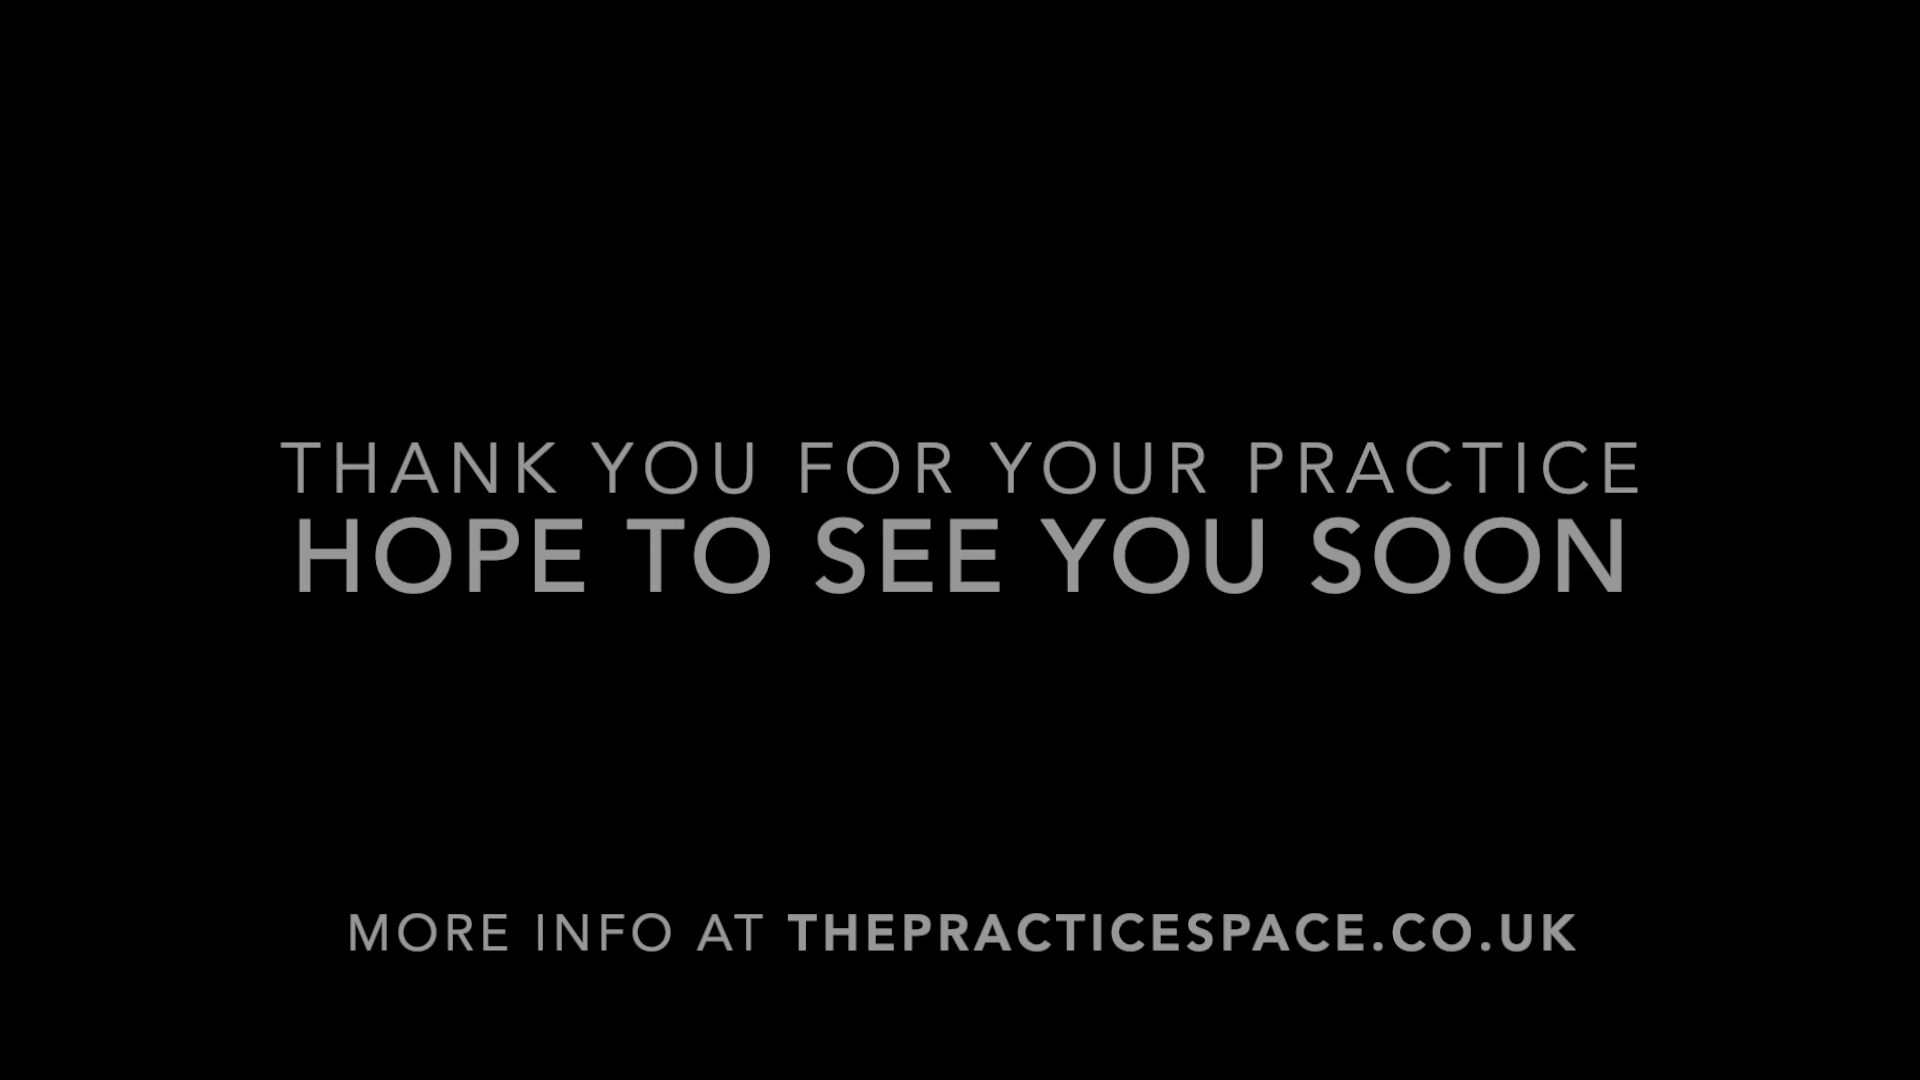 THANK YOU FOR YOUR PRACTICE
HOPE TO SEE YOU SOON
MORE INFO AT THEPRACTICESPACE.CO.UK